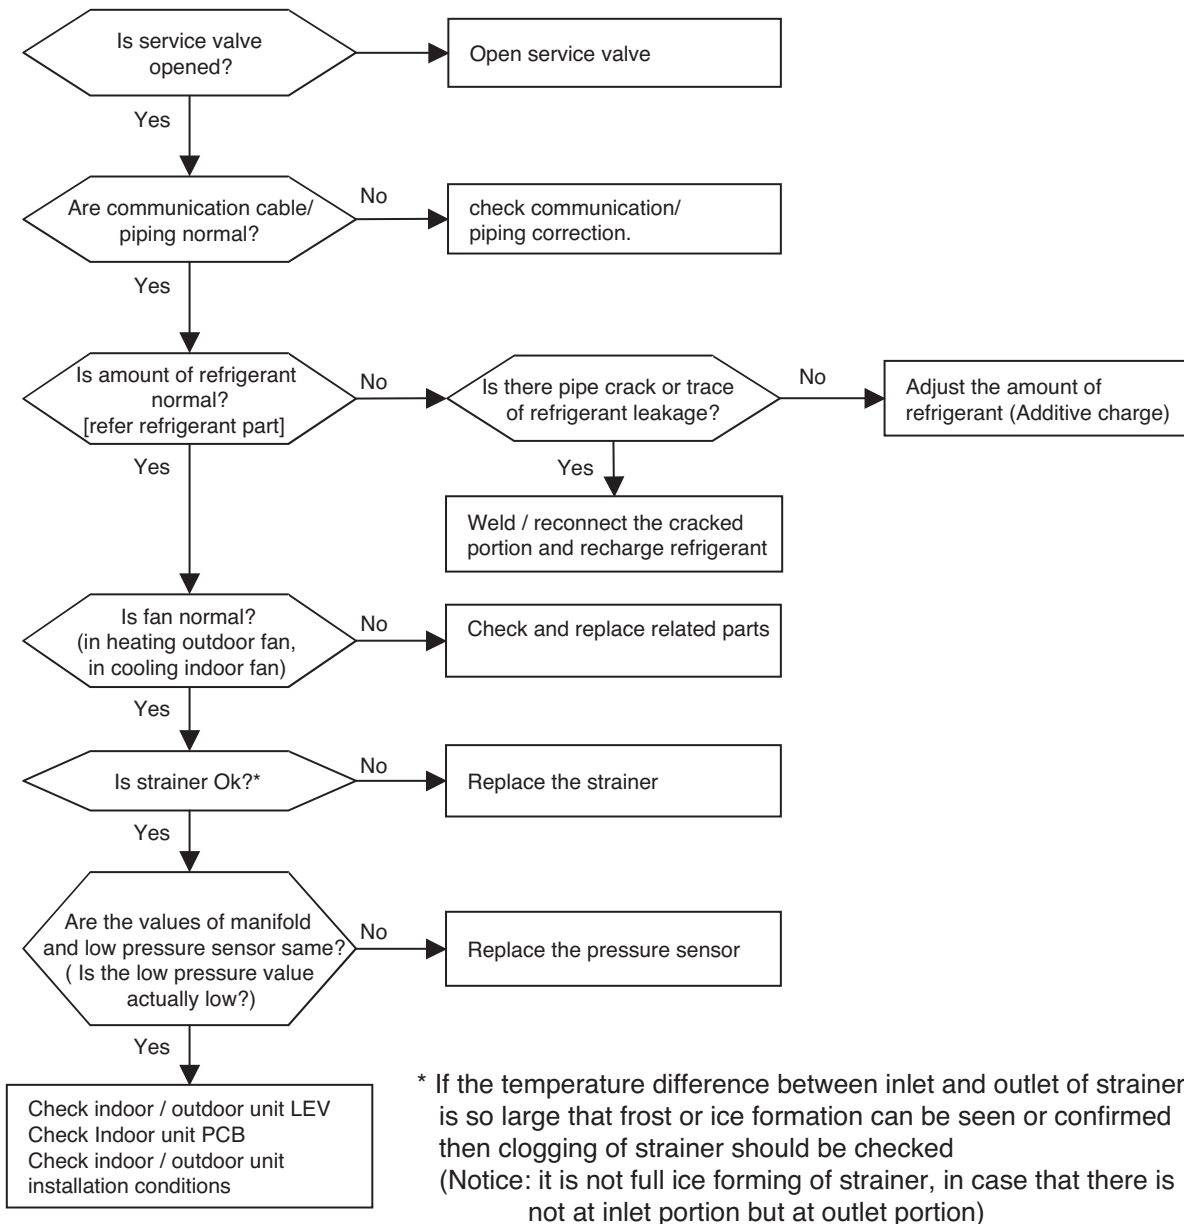 Is service valve
opened?
Open service valve
Yes
Are communication cable/
piping normal?
No
check communication/
piping correction.
Yes
Is amount of refrigerant
normal?
[refer refrigerant part]
No
Is there pipe crack or trace
of refrigerant leakage?
No
Adjust the amount of
refrigerant (Additive charge)
Yes
Yes
Weld / reconnect the cracked
portion and recharge refrigerant
Is fan normal?
(in heating outdoor fan,
in cooling indoor fan)
No
Check and replace related parts
Yes
Is strainer Ok?*
No
Replace the strainer
Yes
Are the values of manifold
and low pressure sensor same?
( Is the low pressure value
actually low?)
No
Replace the pressure sensor
Yes
Check indoor / outdoor unit LEV
Check Indoor unit PCB
Check indoor / outdoor unit
installation conditions
* If the temperature difference between inlet and outlet of strainer
is so large that frost or ice formation can be seen or confirmed
then clogging of strainer should be checked
(Notice: it is not full ice forming of strainer, in case that there is
not at inlet portion but at outlet portion)